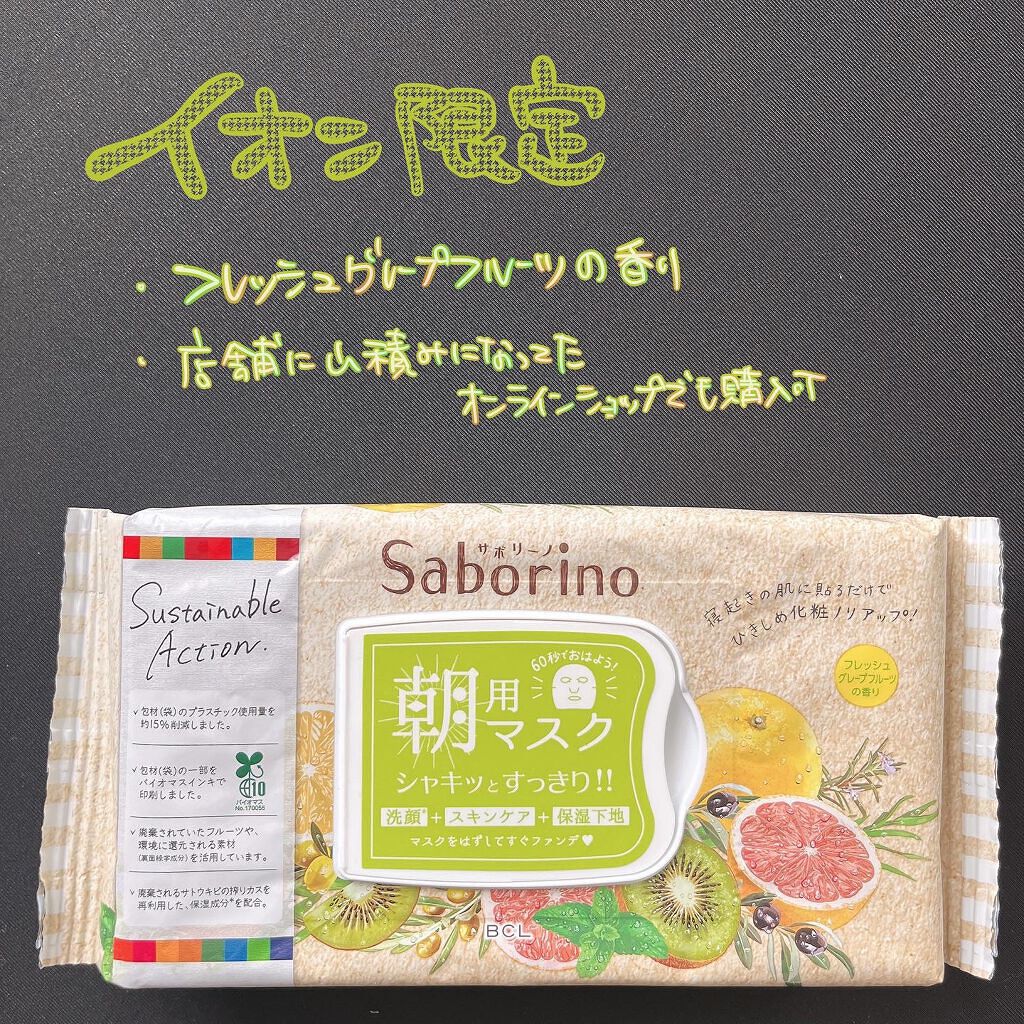 イオン限定
・フレッシュグレープフルーツの香り
・店舗に山積みになってた
オンラインショップでも購入可
サボリーノ
Saborino
寝起きの肌に貼るだけで
ひきしめ化粧ノリアップ!
フレッシュ
グレープフルーツ
の香り
60秒でおはよう!
朝用マスク
シャキッとすっきり!!
洗顔*+スキンケア+保湿下地
マスクをはずしてすぐファンデ♥
BCL
Sustainable
Action.
✓包材(袋)のプラスチック使用量を
約15%削減しました。
✓包材(袋)の一部を
バイオマスインキで
印刷しました。
10
バイオマス
No.170055
✓廃棄されていたフルーツや、
環境に還元される素材
(裏面緑字成分)を活用しています。
✓廃棄されるサトウキビの搾りカスを
再利用した、保湿成分*を配合。